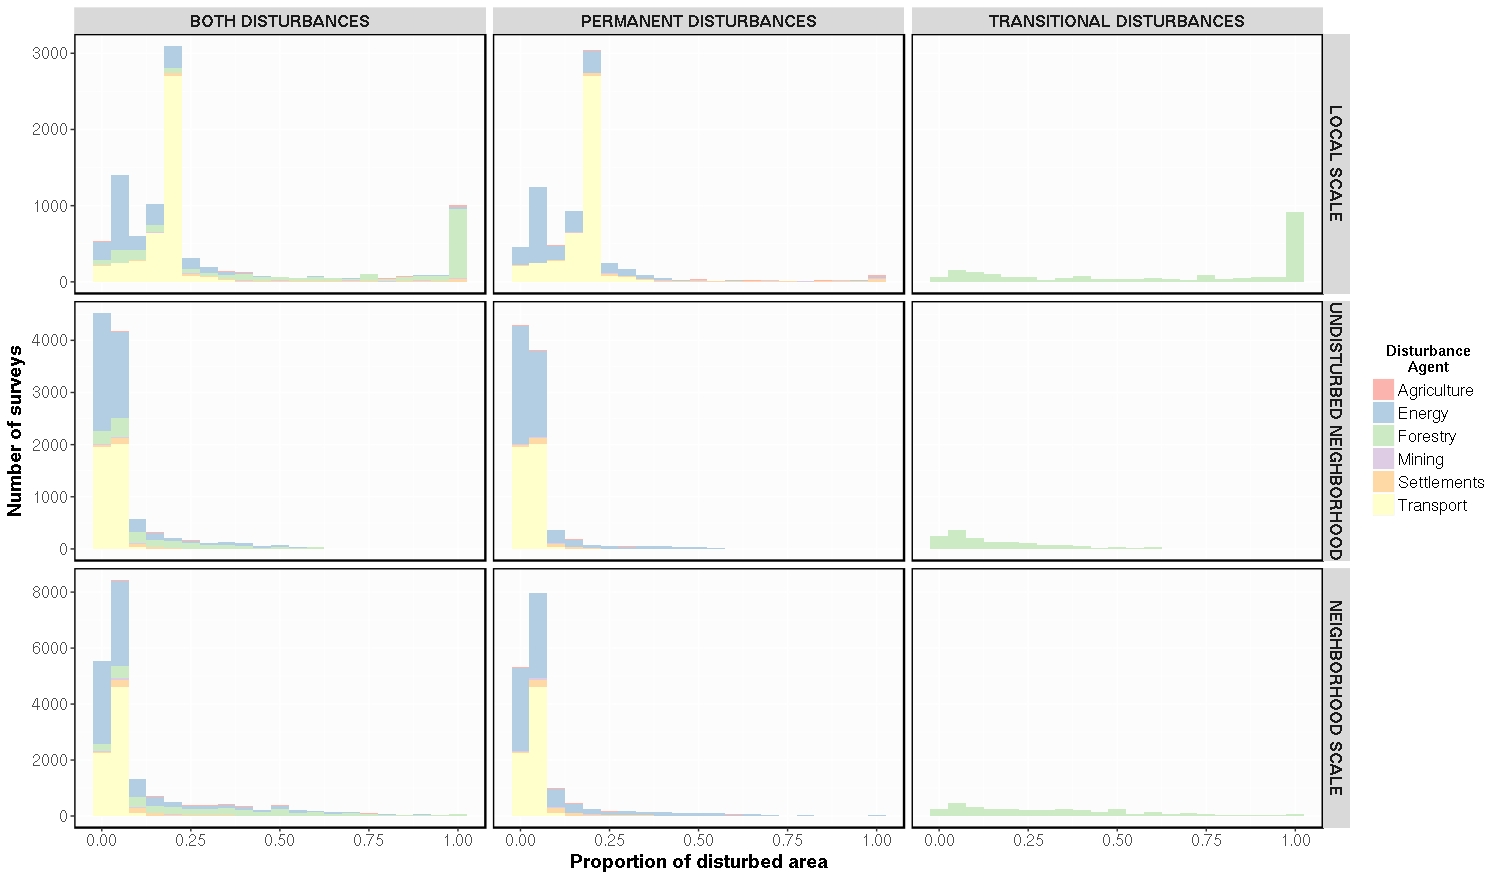 BOTH DISTURBANCES
PERMANENT DISTURBANCES
TRANSITIONAL DISTURBANCES
Number of surveys
3000
2000
1000
0
LOCAL SCALE
4000
3000
2000
1000
0
UNDISTURBED NEIGHBORHOOD
8000
6000
4000
2000
0
NEIGHBORHOOD SCALE
0.00 0.25 0.50 0.75 1.00
0.00 0.25 0.50 0.75 1.00
0.00 0.25 0.50 0.75 1.00
Proportion of disturbed area
Disturbance
Agent
Agriculture
Energy
Forestry
Mining
Settlements
Transport